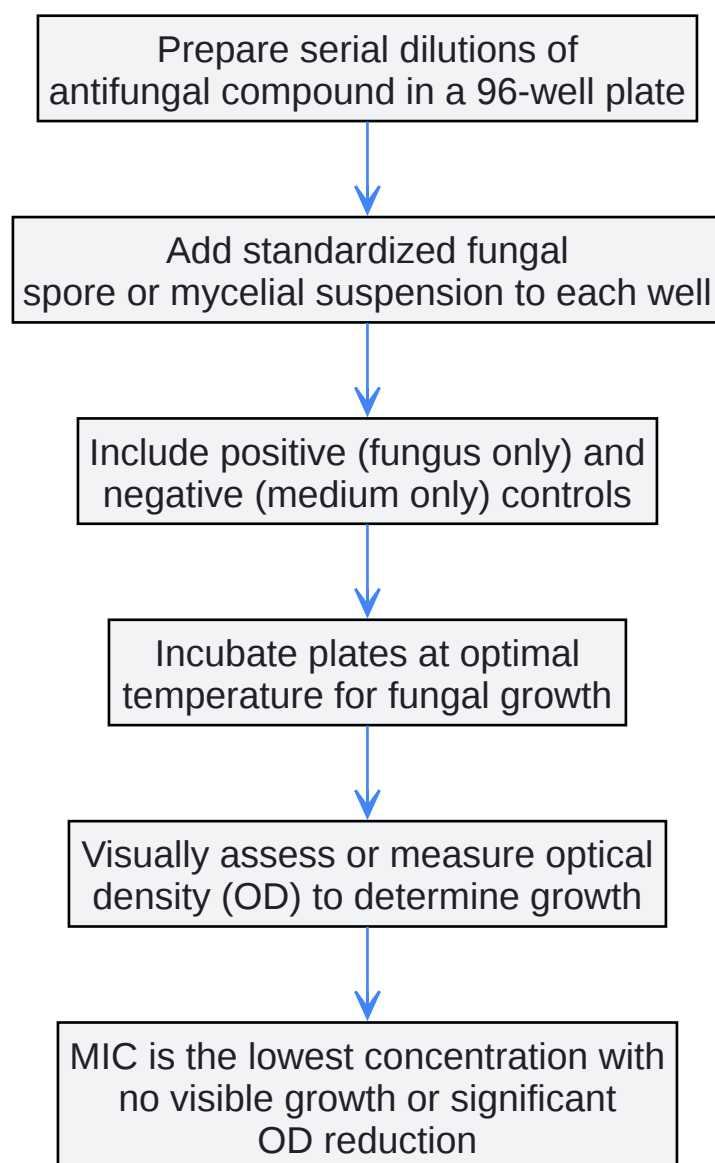 Prepare serial dilutions of
antifungal compound in a 96-well plate
Add standardized fungal
spore or mycelial suspension to each well
Include positive (fungus only) and
negative (medium only) controls
Incubate plates at optimal
temperature for fungal growth
Visually assess or measure optical
density (OD) to determine growth
MIC is the lowest concentration with
no visible growth or significant
OD reduction